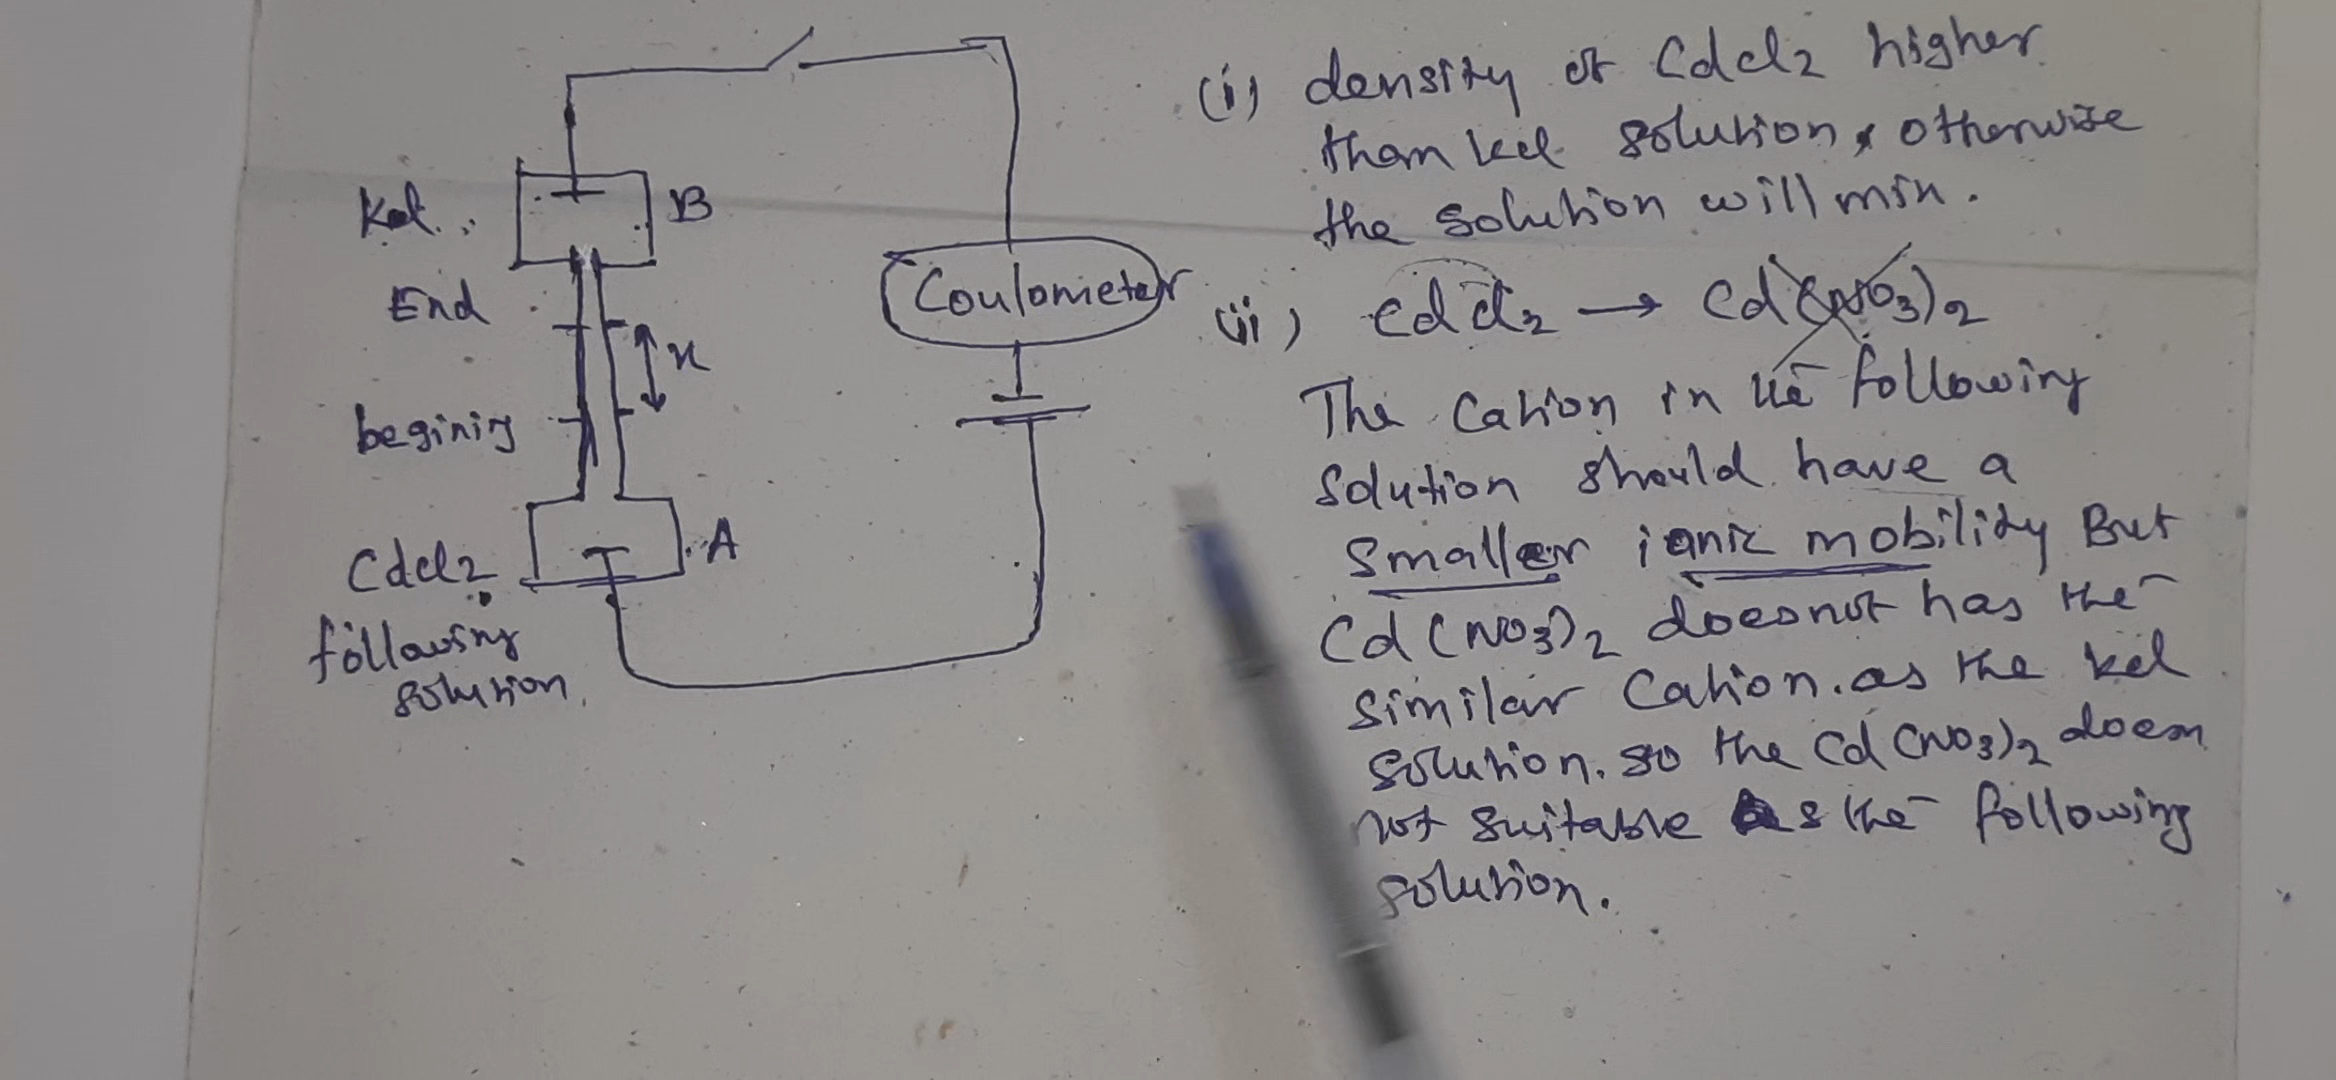 Kcl
B
End
x
begining
Cdcl2
A
following
solution.
Coulometer
(i) density of Cdcl2 higher
than kcl solution, otherwise
the solution will mix.
(ii) Cdcl2 → Cd(NO3)2
The Cation in the following
solution should have a
smaller ionic mobility But
Cd(NO3)2 doesnot has the
similar Cation. as the kcl
solution. so the Cd(NO3)2 does
not suitable as the following
solution.